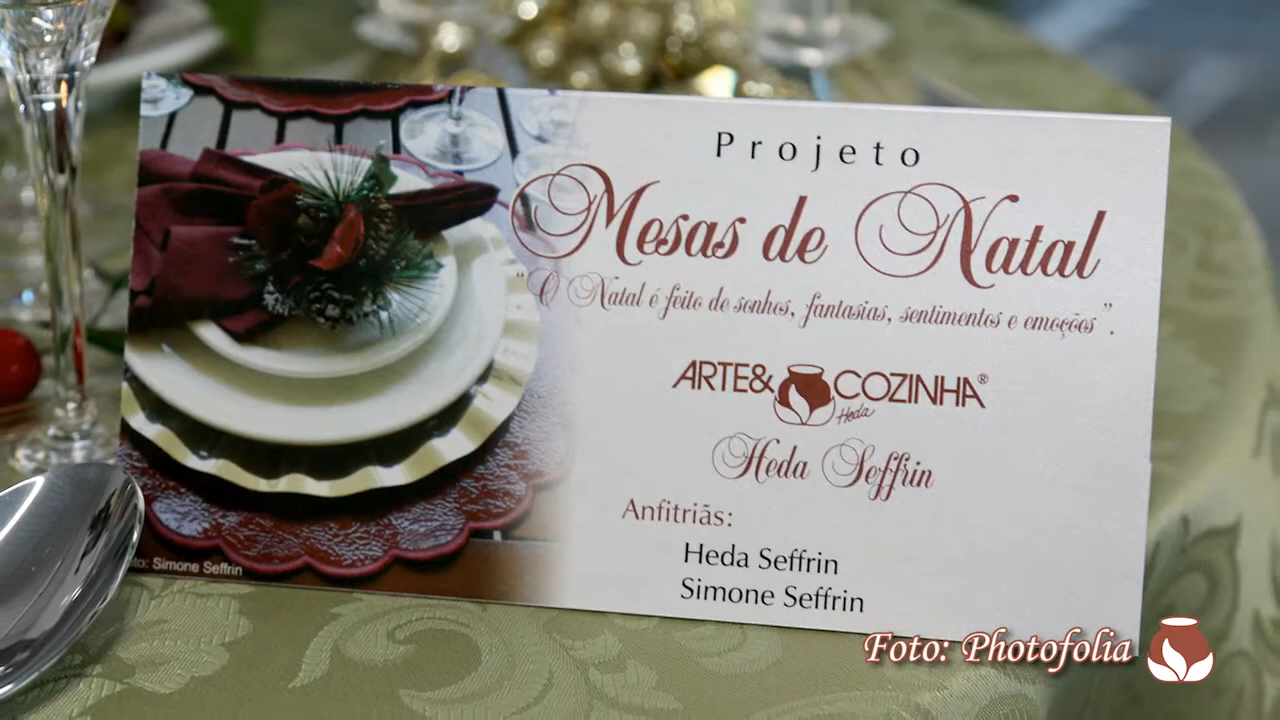 Projeto
Mesas de Natal
"O Natal é feito de sonhos, fantasias, sentimentos e emoções".
ARTE& COZINHA®
Heda
Heda Seffrin
Anfitriãs:
Heda Seffrin
Simone Seffrin
Foto: Simone Seffrin
Foto: Photofolia